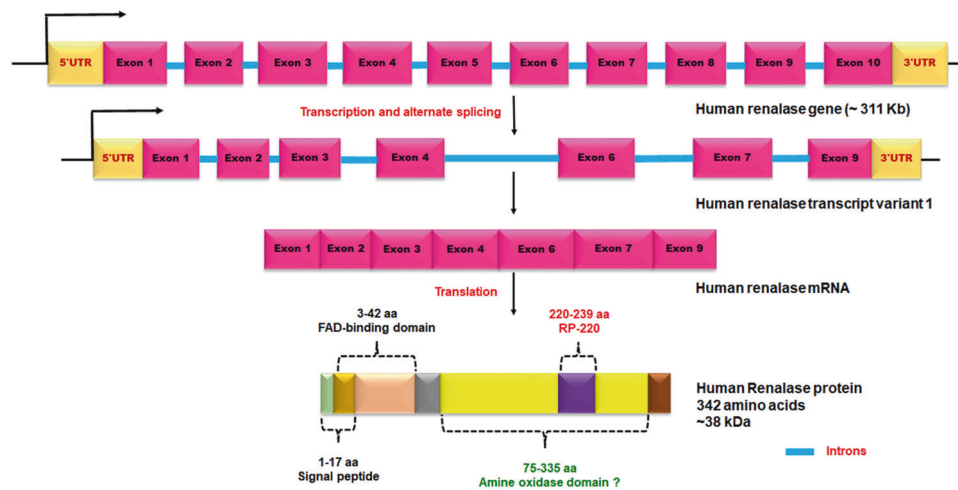 5'UTR Exon 1 Exon 2 Exon 3 Exon 4 Exon 5 Exon 6 Exon 7 Exon 8 Exon 9 Exon 10 3'UTR
Transcription and alternate splicing
Human renalase gene (~ 311 Kb)
5'UTR Exon 1 Exon 2 Exon 3 Exon 4 Exon 6 Exon 7 Exon 9 3'UTR
Human renalase transcript variant 1
Exon 1 Exon 2 Exon 3 Exon 4 Exon 6 Exon 7 Exon 9
Human renalase mRNA
Translation
3-42 aa
FAD-binding domain
220-239 aa
RP-220
Human Renalase protein
342 amino acids
~38 kDa
1-17 aa
Signal peptide
75-335 aa
Amine oxidase domain ?
Introns